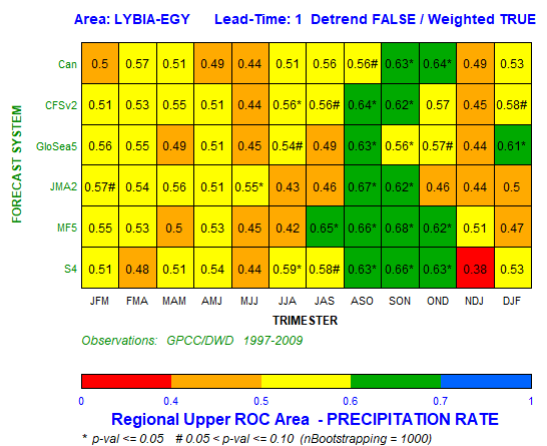 Area: LYBIA-EGY Lead-Time: 1 Detrend FALSE / Weighted TRUE
FORECAST SYSTEM
Can 0.5 0.57 0.51 0.49 0.44 0.51 0.56 0.56# 0.63* 0.64* 0.49 0.53
CFSv2 0.51 0.53 0.55 0.51 0.44 0.56* 0.56# 0.64* 0.62* 0.57 0.45 0.58#
GloSea5 0.56 0.55 0.49 0.51 0.45 0.54# 0.49 0.63* 0.56* 0.57# 0.44 0.61*
JMA2 0.57# 0.54 0.56 0.51 0.55* 0.43 0.46 0.67* 0.62* 0.46 0.44 0.5
MF5 0.55 0.53 0.5 0.53 0.45 0.42 0.65* 0.66* 0.68* 0.62* 0.51 0.47
S4 0.51 0.48 0.51 0.54 0.44 0.59* 0.58# 0.63* 0.66* 0.63* 0.38 0.53
JFM FMA MAM AMJ MJJ JJA JAS ASO SON OND NDJ DJF
TRIMESTER
Observations: GPCC/DWD 1997-2009
0 0.4 0.5 0.6 0.7 1
Regional Upper ROC Area - PRECIPITATION RATE
* p-val <= 0.05 # 0.05 < p-val <= 0.10 (nBootstrapping = 1000)